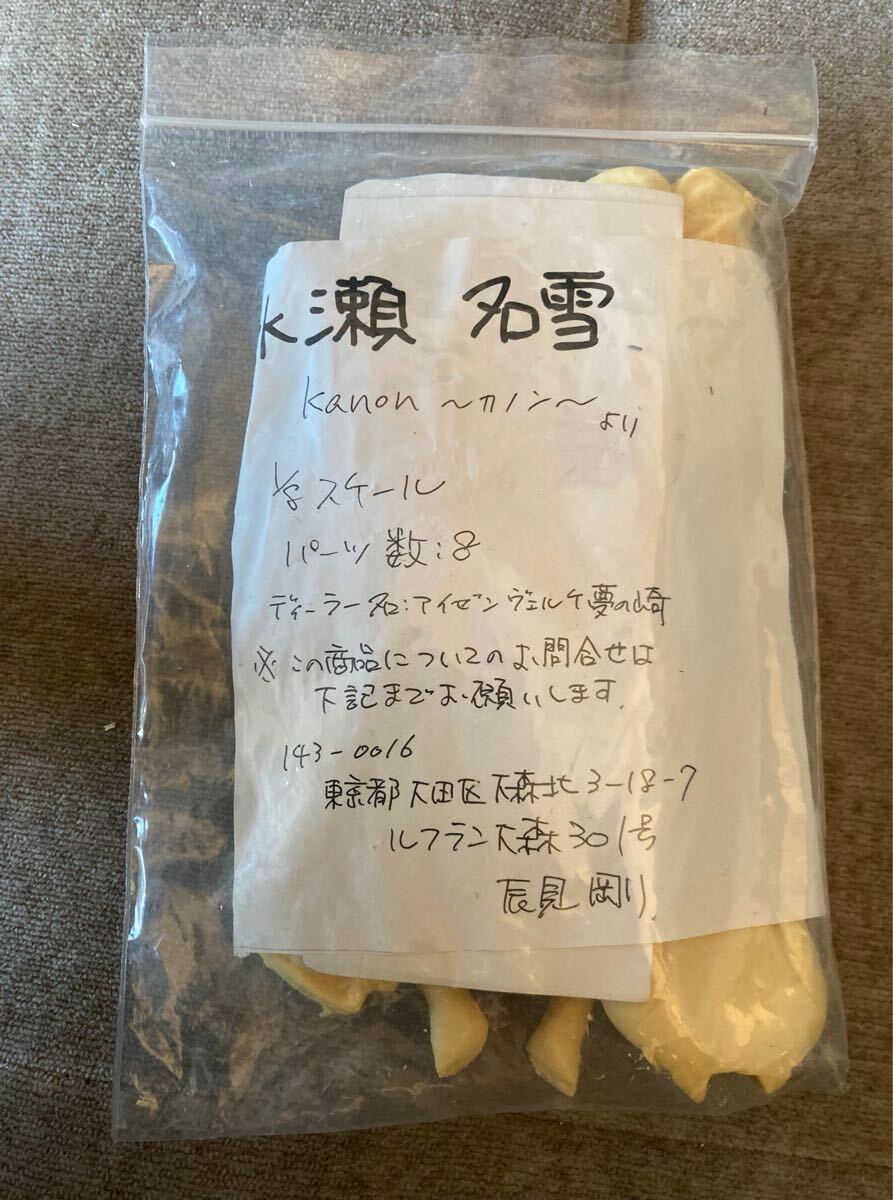 水瀬 名雪
Kanon ～カノン～
より
1/8 スケール
パーツ数:8
ディーラー名:アイゼンヴェルケ夢の崎
※この商品についてのお問合せは
下記までお願いします。
143-0016
東京都大田区大森北3-18-7
ルフラン大森301号
辰見 剛